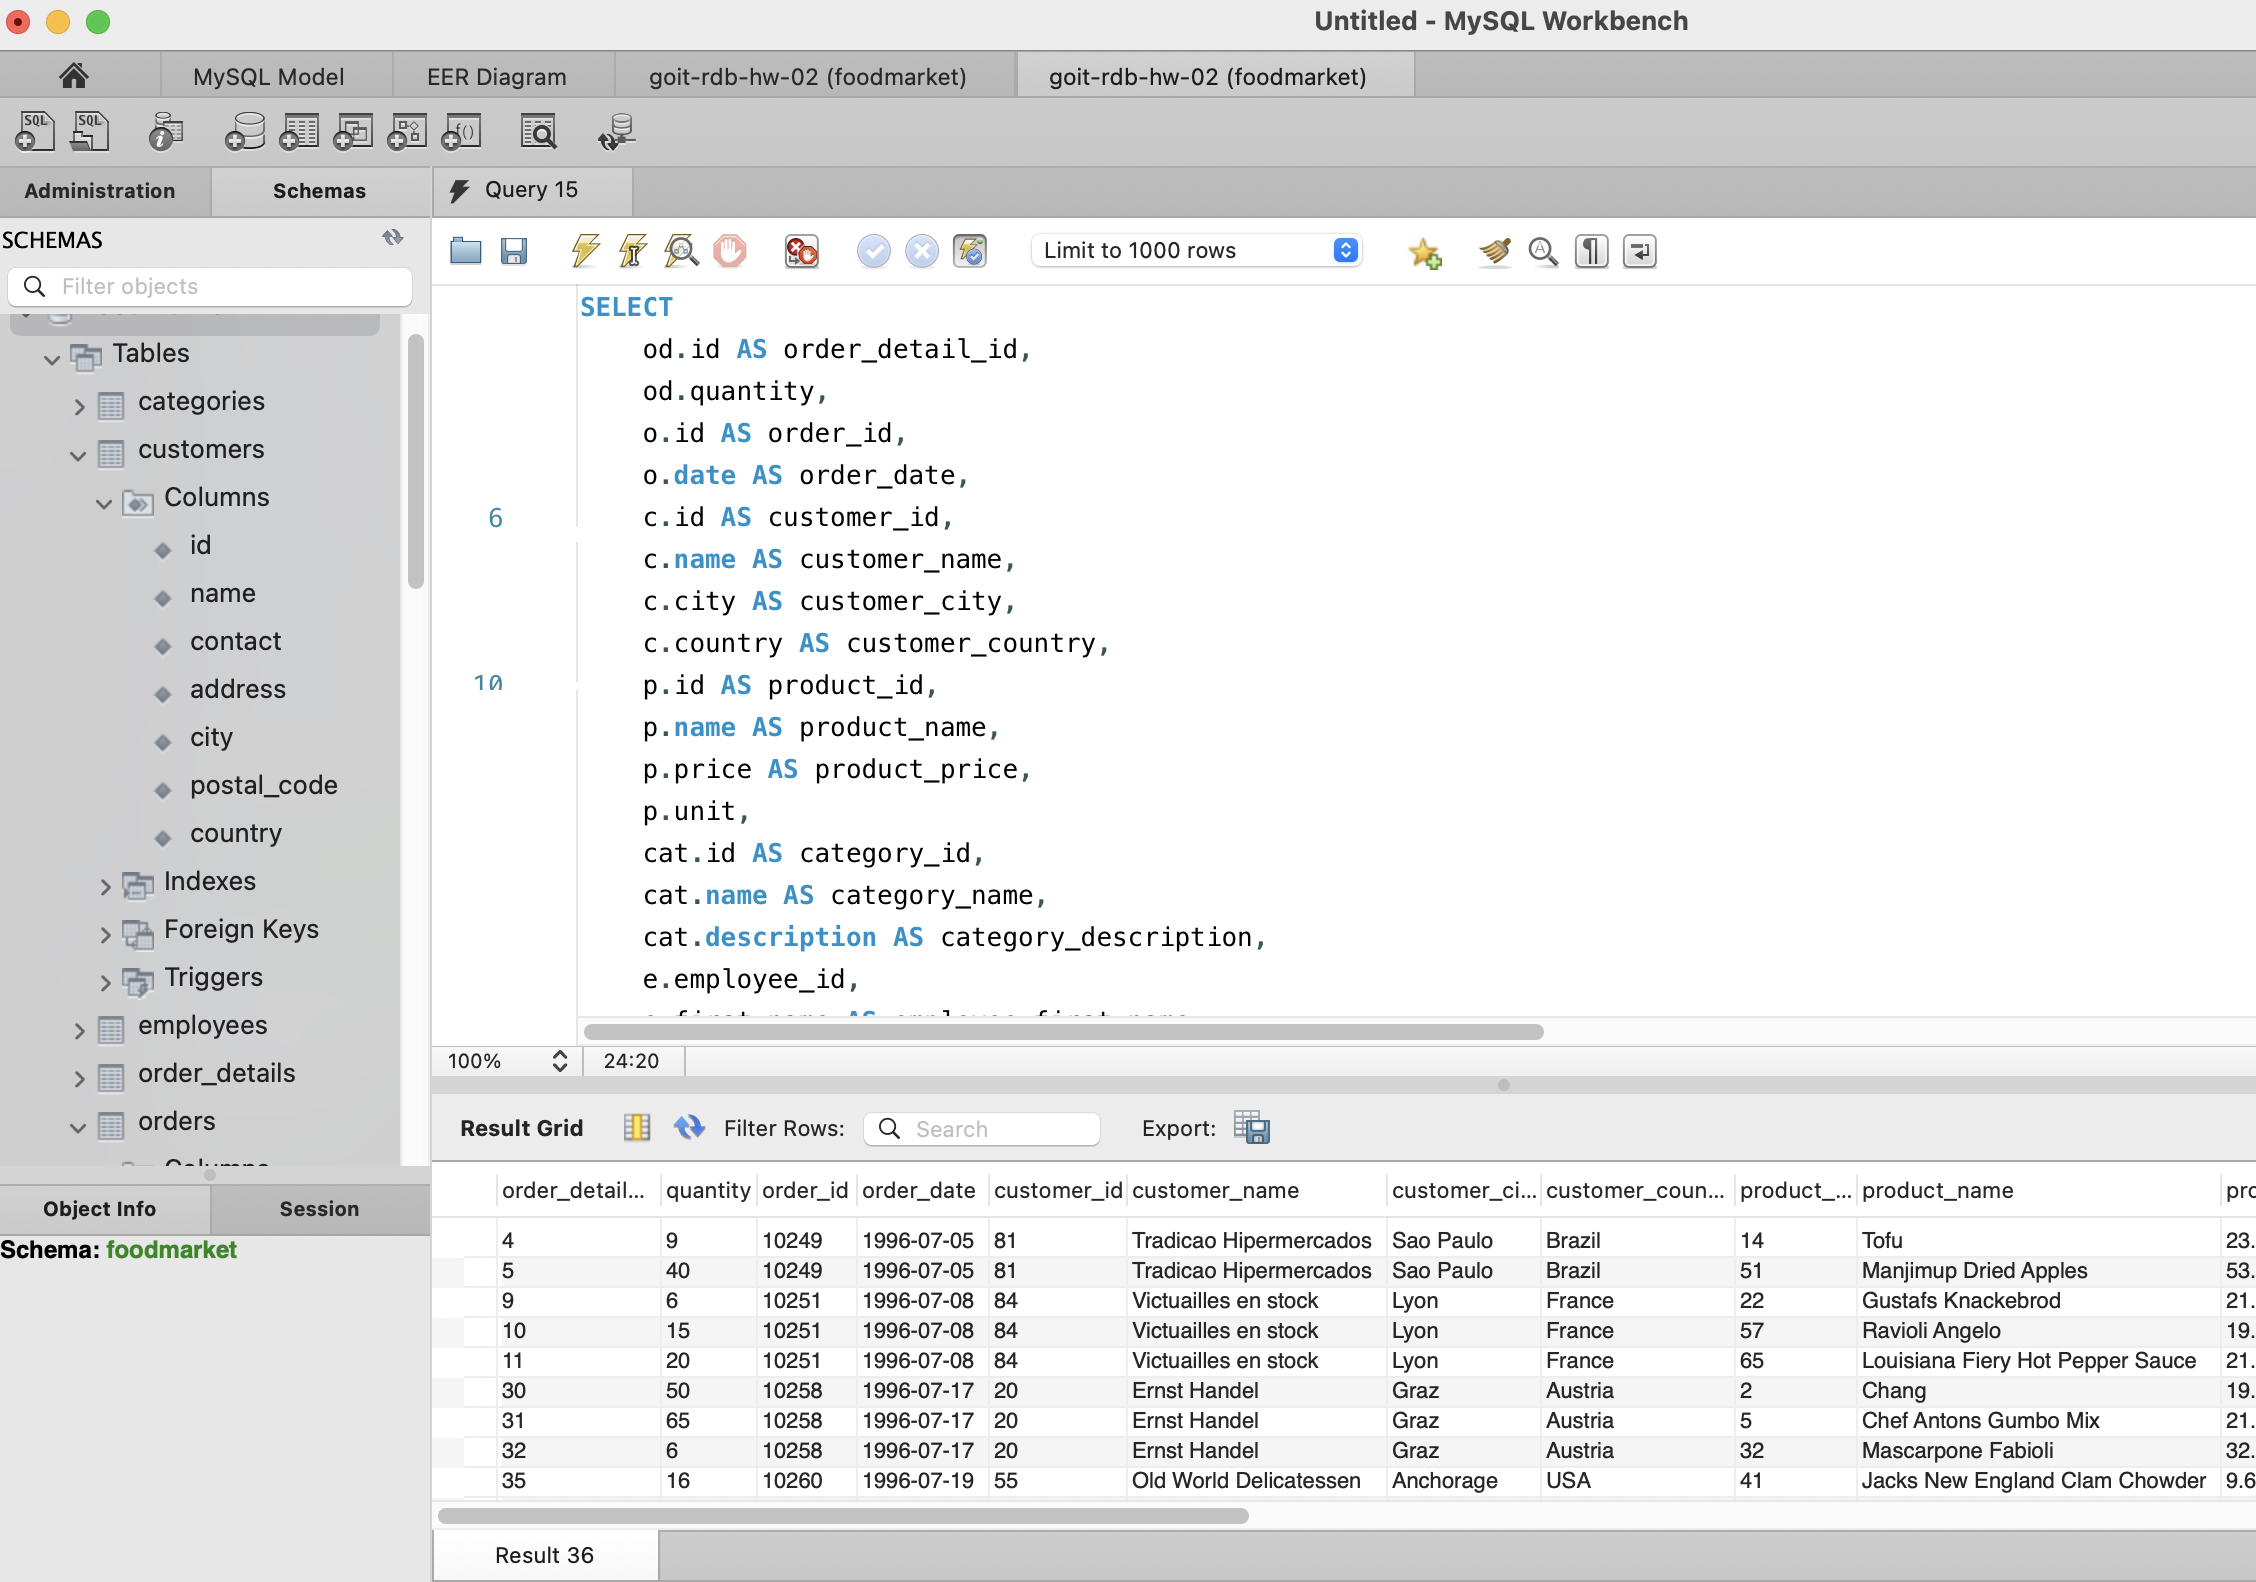 Untitled - MySQL Workbench
MySQL Model
EER Diagram
goit-rdb-hw-02 (foodmarket)
goit-rdb-hw-02 (foodmarket)
SQL
SQL
Administration
Schemas
Query 15
SCHEMAS
Filter objects
Limit to 1000 rows
Tables
categories
customers
Columns
id
name
contact
address
city
postal_code
country
Indexes
Foreign Keys
Triggers
employees
order_details
orders
Columns
Object Info
Session
Schema: foodmarket
SELECT
od.id AS order_detail_id,
od.quantity,
o.id AS order_id,
o.date AS order_date,
6 c.id AS customer_id,
c.name AS customer_name,
c.city AS customer_city,
c.country AS customer_country,
10 p.id AS product_id,
p.name AS product_name,
p.price AS product_price,
p.unit,
cat.id AS category_id,
cat.name AS category_name,
cat.description AS category_description,
e.employee_id,
100% 24:20
Result Grid Filter Rows: Search Export:
order_detail... quantity order_id order_date customer_id customer_name customer_ci... customer_coun... product_... product_name pro
4 9 10249 1996-07-05 81 Tradicao Hipermercados Sao Paulo Brazil 14 Tofu 23.
5 40 10249 1996-07-05 81 Tradicao Hipermercados Sao Paulo Brazil 51 Manjimup Dried Apples 53.
9 6 10251 1996-07-08 84 Victuailles en stock Lyon France 22 Gustafs Knackebrod 21.
10 15 10251 1996-07-08 84 Victuailles en stock Lyon France 57 Ravioli Angelo 19.
11 20 10251 1996-07-08 84 Victuailles en stock Lyon France 65 Louisiana Fiery Hot Pepper Sauce 21.
30 50 10258 1996-07-17 20 Ernst Handel Graz Austria 2 Chang 19.
31 65 10258 1996-07-17 20 Ernst Handel Graz Austria 5 Chef Antons Gumbo Mix 21.
32 6 10258 1996-07-17 20 Ernst Handel Graz Austria 32 Mascarpone Fabioli 32.
35 16 10260 1996-07-19 55 Old World Delicatessen Anchorage USA 41 Jacks New England Clam Chowder 9.6
Result 36